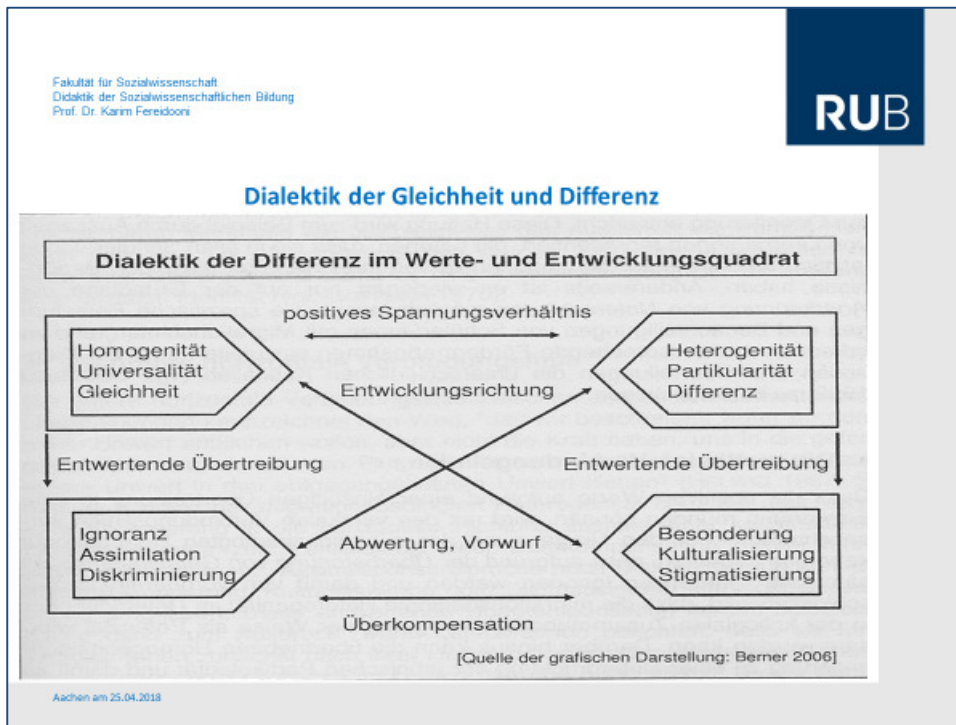 Fakultät für Sozialwissenschaft
Didaktik der Sozialwissenschaftlichen Bildung
Prof. Dr. Karim Fereidooni
RUB
Dialektik der Gleichheit und Differenz
Dialektik der Differenz im Werte- und Entwicklungsquadrat
positives Spannungsverhältnis
Homogenität
Universalität
Gleichheit
Heterogenität
Partikularität
Differenz
Entwicklungsrichtung
Entwertende Übertreibung
Entwertende Übertreibung
Ignoranz
Assimilation
Diskriminierung
Abwertung, Vorwurf
Besonderung
Kulturalisierung
Stigmatisierung
Überkompensation
[Quelle der grafischen Darstellung: Berner 2006]
Aachen am 25.04.2018